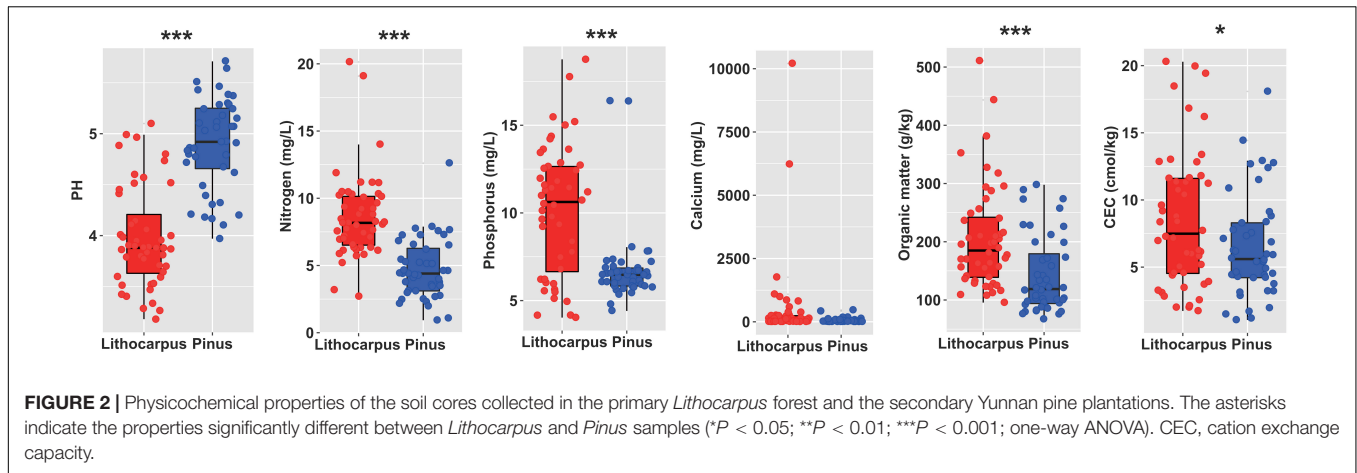 *** *** *** *** *
PH
5
4
Lithocarpus Pinus
Nitrogen (mg/L)
20
15
10
5
0
Lithocarpus Pinus
Phosphorus (mg/L)
15
10
5
Lithocarpus Pinus
Calcium (mg/L)
10000
7500
5000
2500
0
Lithocarpus Pinus
Organic matter (g/kg)
500
400
300
200
100
Lithocarpus Pinus
CEC (cmol/kg)
20
15
10
5
Lithocarpus Pinus
FIGURE 2 | Physicochemical properties of the soil cores collected in the primary Lithocarpus forest and the secondary Yunnan pine plantations. The asterisks
indicate the properties significantly different between Lithocarpus and Pinus samples (*P < 0.05; **P < 0.01; ***P < 0.001; one-way ANOVA). CEC, cation exchange
capacity.